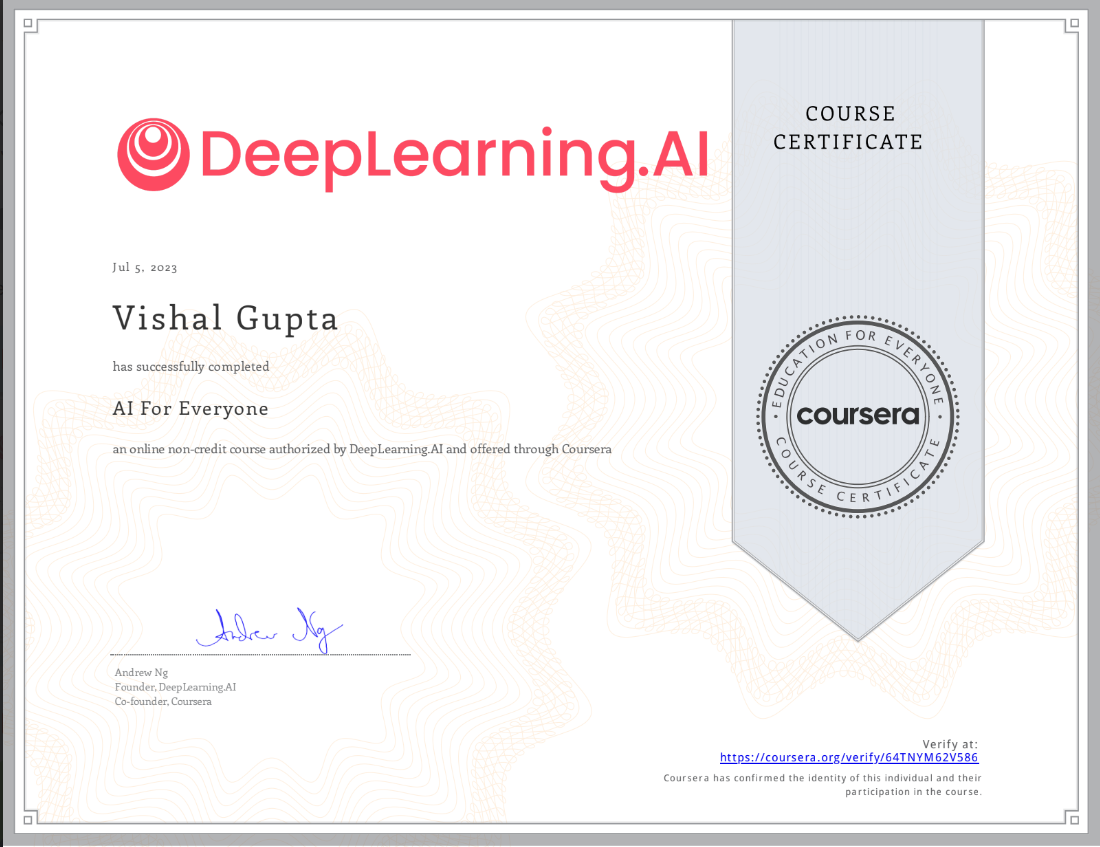 DeepLearning.AI
COURSE
CERTIFICATE
Jul 5, 2023
Vishal Gupta
has successfully completed
AI For Everyone
an online non-credit course authorized by DeepLearning.AI and offered through Coursera
EDUCATION FOR EVERYONE
coursera
COURSE CERTIFICATE
Andrew Ng
Andrew Ng
Founder, DeepLearning.AI
Co-founder, Coursera
Verify at:
https://coursera.org/verify/64TNYM62V586
Coursera has confirmed the identity of this individual and their
participation in the course.